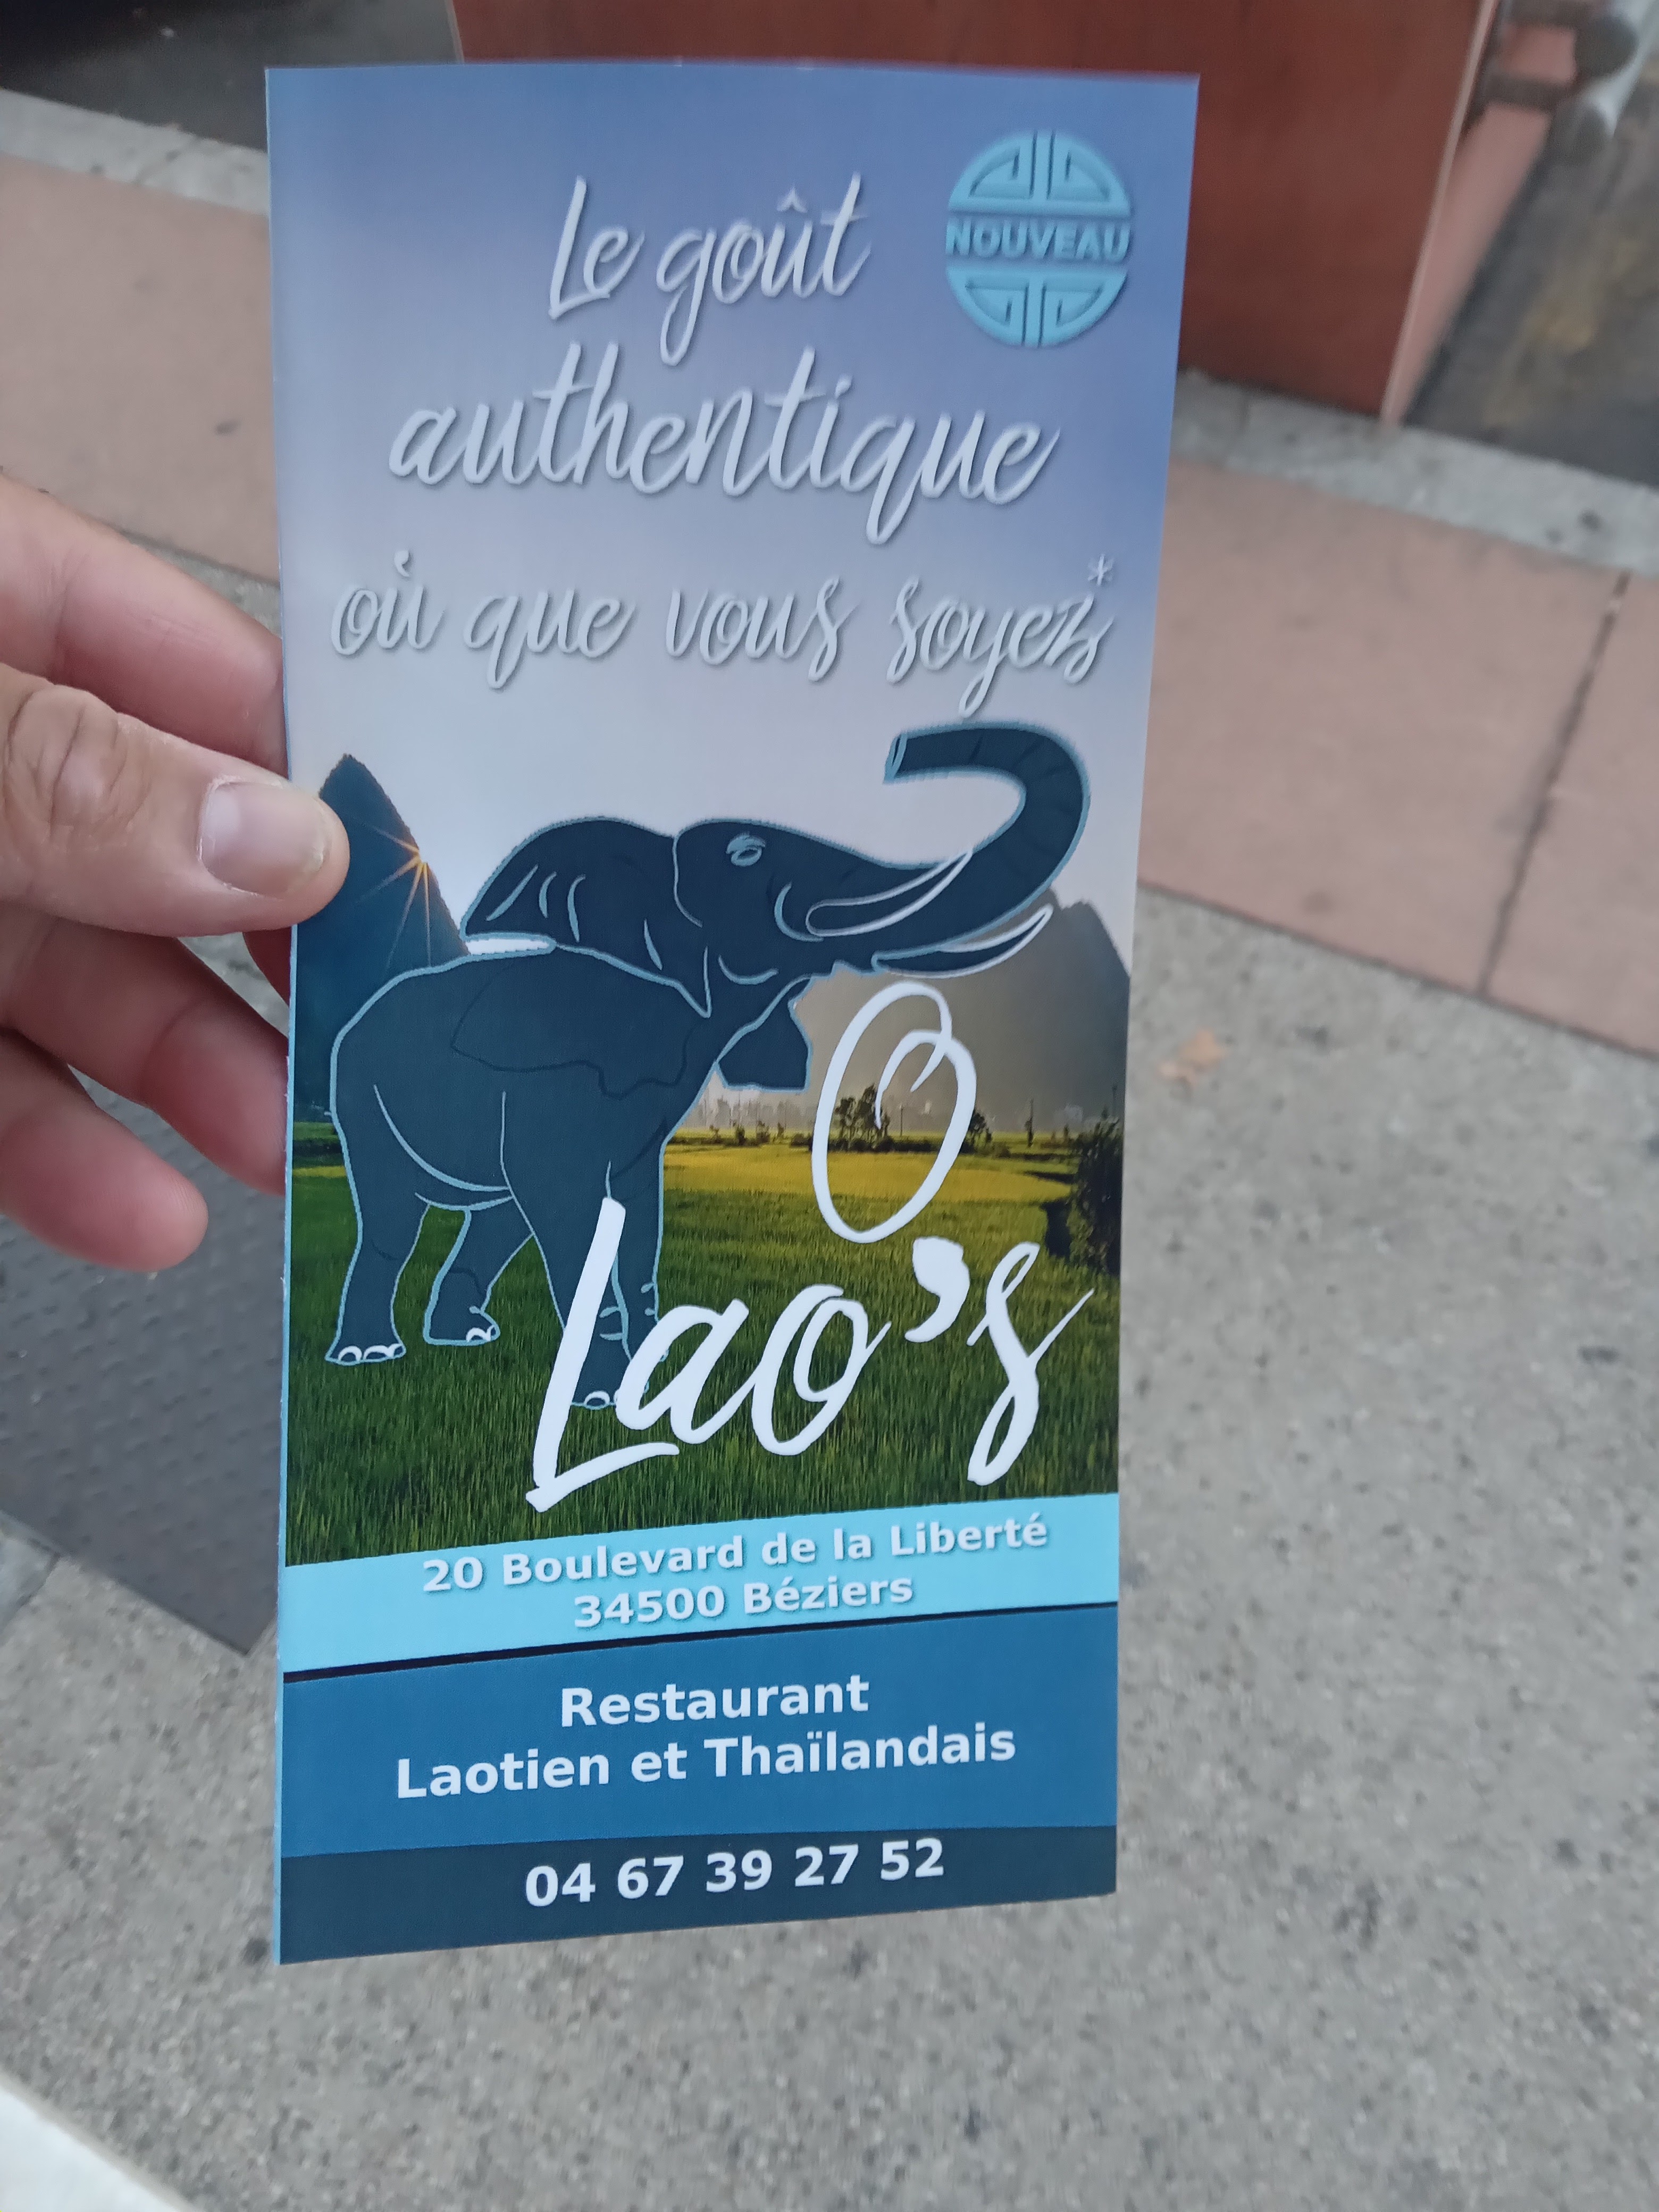 Le goût
NOUVEAU
authentique
où que vous soyez*
O
Lao's
20 Boulevard de la Liberté
34500 Béziers
Restaurant
Laotien et Thaïlandais
04 67 39 27 52